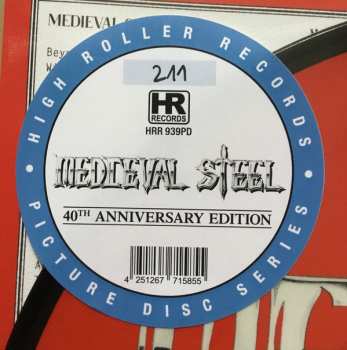 MEDIEVAL
Bey
HIGH ROLLER RECORDS
211
HR
RECORDS
HRR 939PD
MEDIEVAL STEEL
40TH ANNIVERSARY EDITION
4 251267 715855
PICTURE DISC SERIES